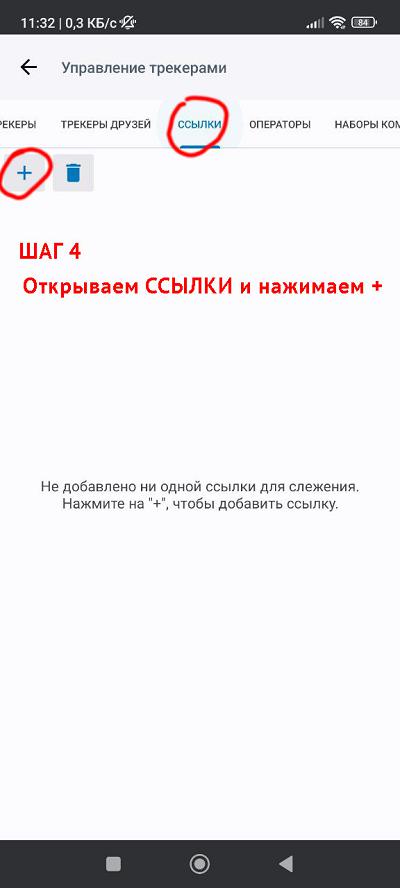 11:32 | 0,3 КБ/с
84
Управление трекерами
РЕКЕРЫ ТРЕКЕРЫ ДРУЗЕЙ ССЫЛКИ ОПЕРАТОРЫ НАБОРЫ КОМ
+
ШАГ 4
Открываем ССЫЛКИ и нажимаем +
Не добавлено ни одной ссылки для слежения.
Нажмите на "+", чтобы добавить ссылку.